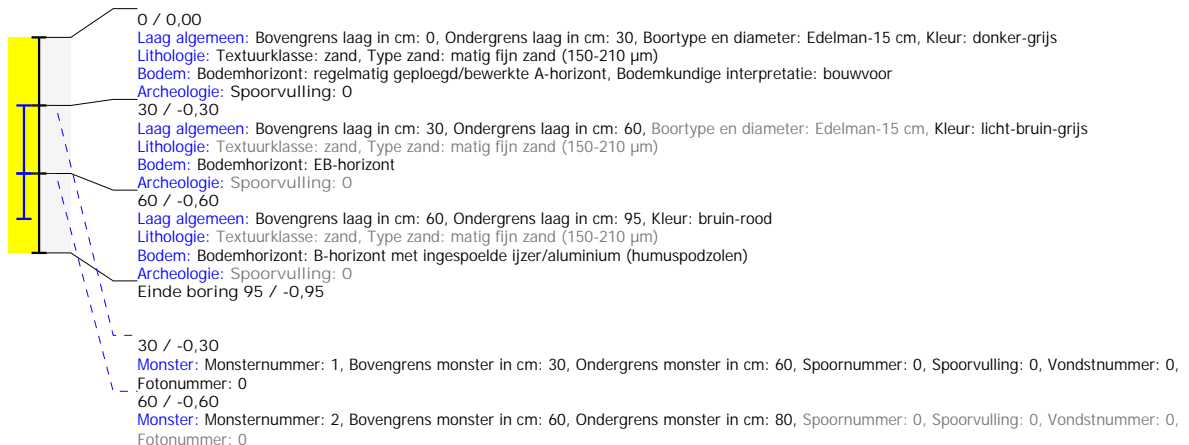 0 / 0,00
Laag algemeen: Bovengrens laag in cm: 0, Ondergrens laag in cm: 30, Boortype en diameter: Edelman-15 cm, Kleur: donker-grijs
Lithologie: Textuurklasse: zand, Type zand: matig fijn zand (150-210 µm)
Bodem: Bodemhorizont: regelmatig geploegd/bewerkte A-horizont, Bodemkundige interpretatie: bouwvoor
Archeologie: Spoorvulling: 0
30 / -0,30
Laag algemeen: Bovengrens laag in cm: 30, Ondergrens laag in cm: 60, Boortype en diameter: Edelman-15 cm, Kleur: licht-bruin-grijs
Lithologie: Textuurklasse: zand, Type zand: matig fijn zand (150-210 µm)
Bodem: Bodemhorizont: EB-horizont
Archeologie: Spoorvulling: 0
60 / -0,60
Laag algemeen: Bovengrens laag in cm: 60, Ondergrens laag in cm: 95, Kleur: bruin-rood
Lithologie: Textuurklasse: zand, Type zand: matig fijn zand (150-210 µm)
Bodem: Bodemhorizont: B-horizont met ingespoelde ijzer/aluminium (humuspodzolen)
Archeologie: Spoorvulling: 0
Einde boring 95 / -0,95
30 / -0,30
Monster: Monsternummer: 1, Bovengrens monster in cm: 30, Ondergrens monster in cm: 60, Spoornummer: 0, Spoorvulling: 0, Vondstnummer: 0,
Fotonummer: 0
60 / -0,60
Monster: Monsternummer: 2, Bovengrens monster in cm: 60, Ondergrens monster in cm: 80, Spoornummer: 0, Spoorvulling: 0, Vondstnummer: 0,
Fotonummer: 0